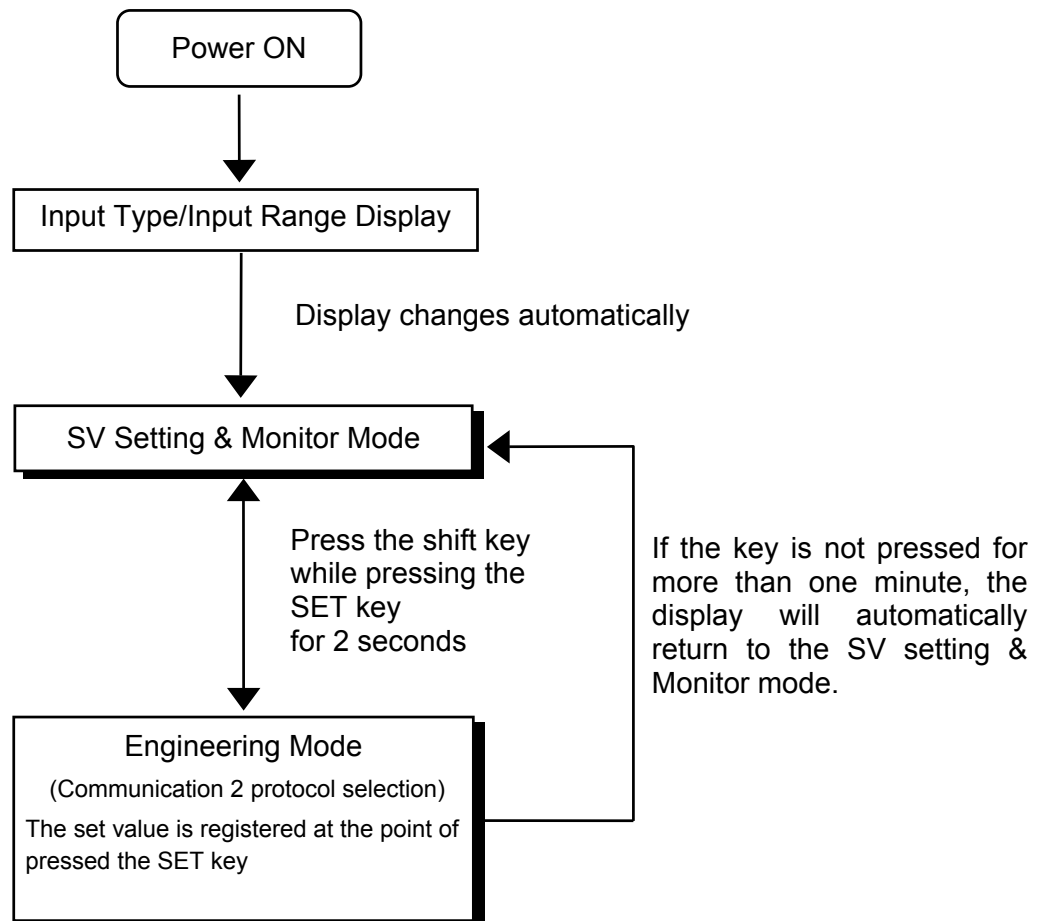 Power ON
Input Type/Input Range Display
Display changes automatically
SV Setting & Monitor Mode
Press the shift key
while pressing the
SET key
for 2 seconds
If the key is not pressed for
more than one minute, the
display will automatically
return to the SV setting &
Monitor mode.
Engineering Mode
(Communication 2 protocol selection)
The set value is registered at the point of
pressed the SET key